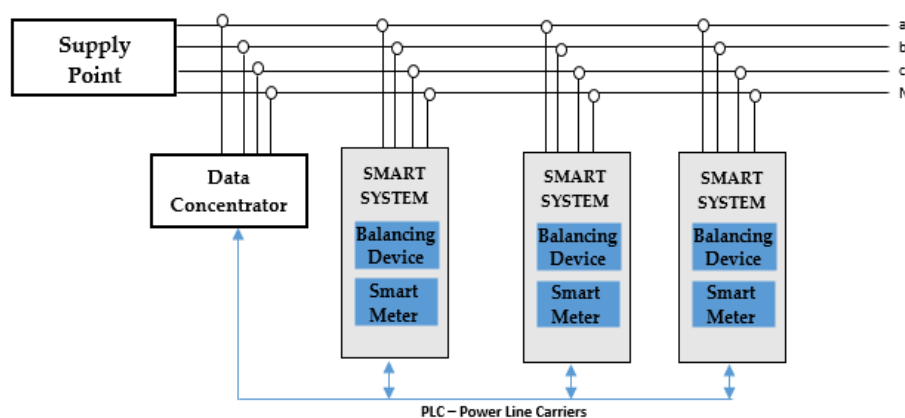 Supply
Point
a
b
c
N
Data
Concentrator
SMART
SYSTEM
Balancing
Device
Smart
Meter
SMART
SYSTEM
Balancing
Device
Smart
Meter
SMART
SYSTEM
Balancing
Device
Smart
Meter
PLC – Power Line Carriers